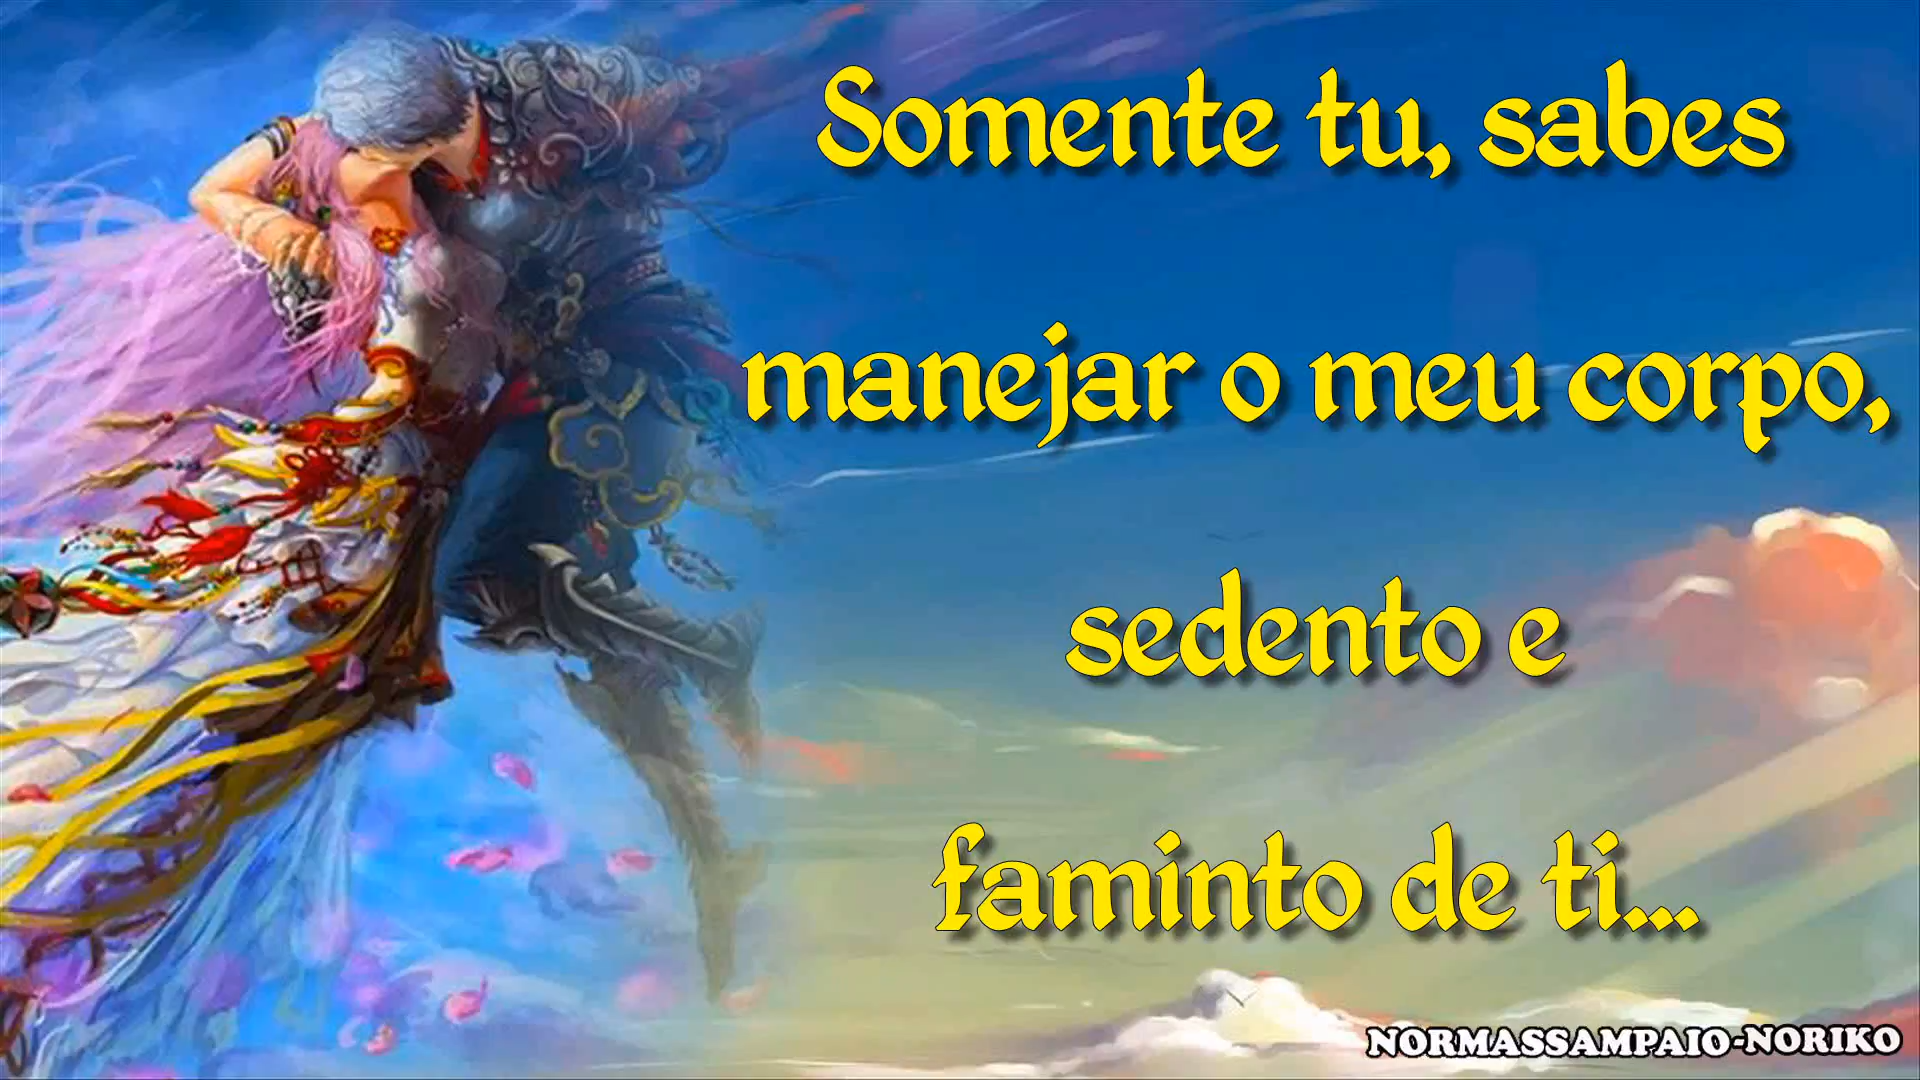 Somente tu, sabes
manejar o meu corpo,
sedento e
faminto de ti...
NORMASSAMPAIO-NORIKO